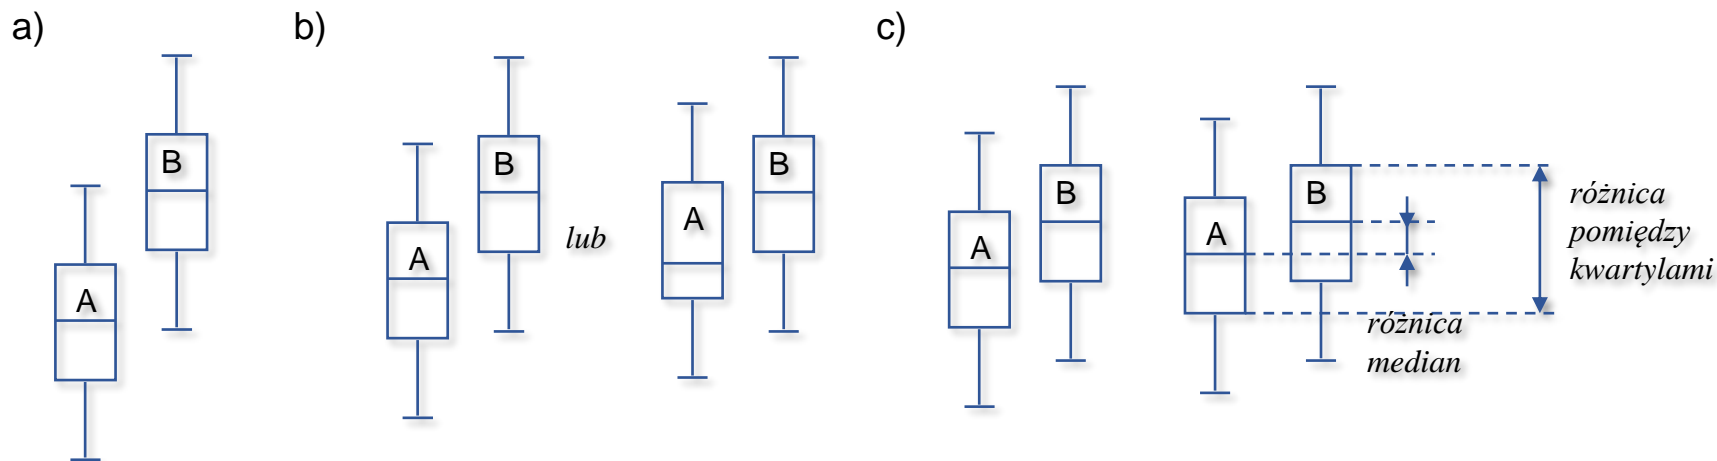 a)
B
A
b)
B
A
lub
B
A
c)
B
A
B
A
różnica
pomiędzy
kwartylami
różnica
median